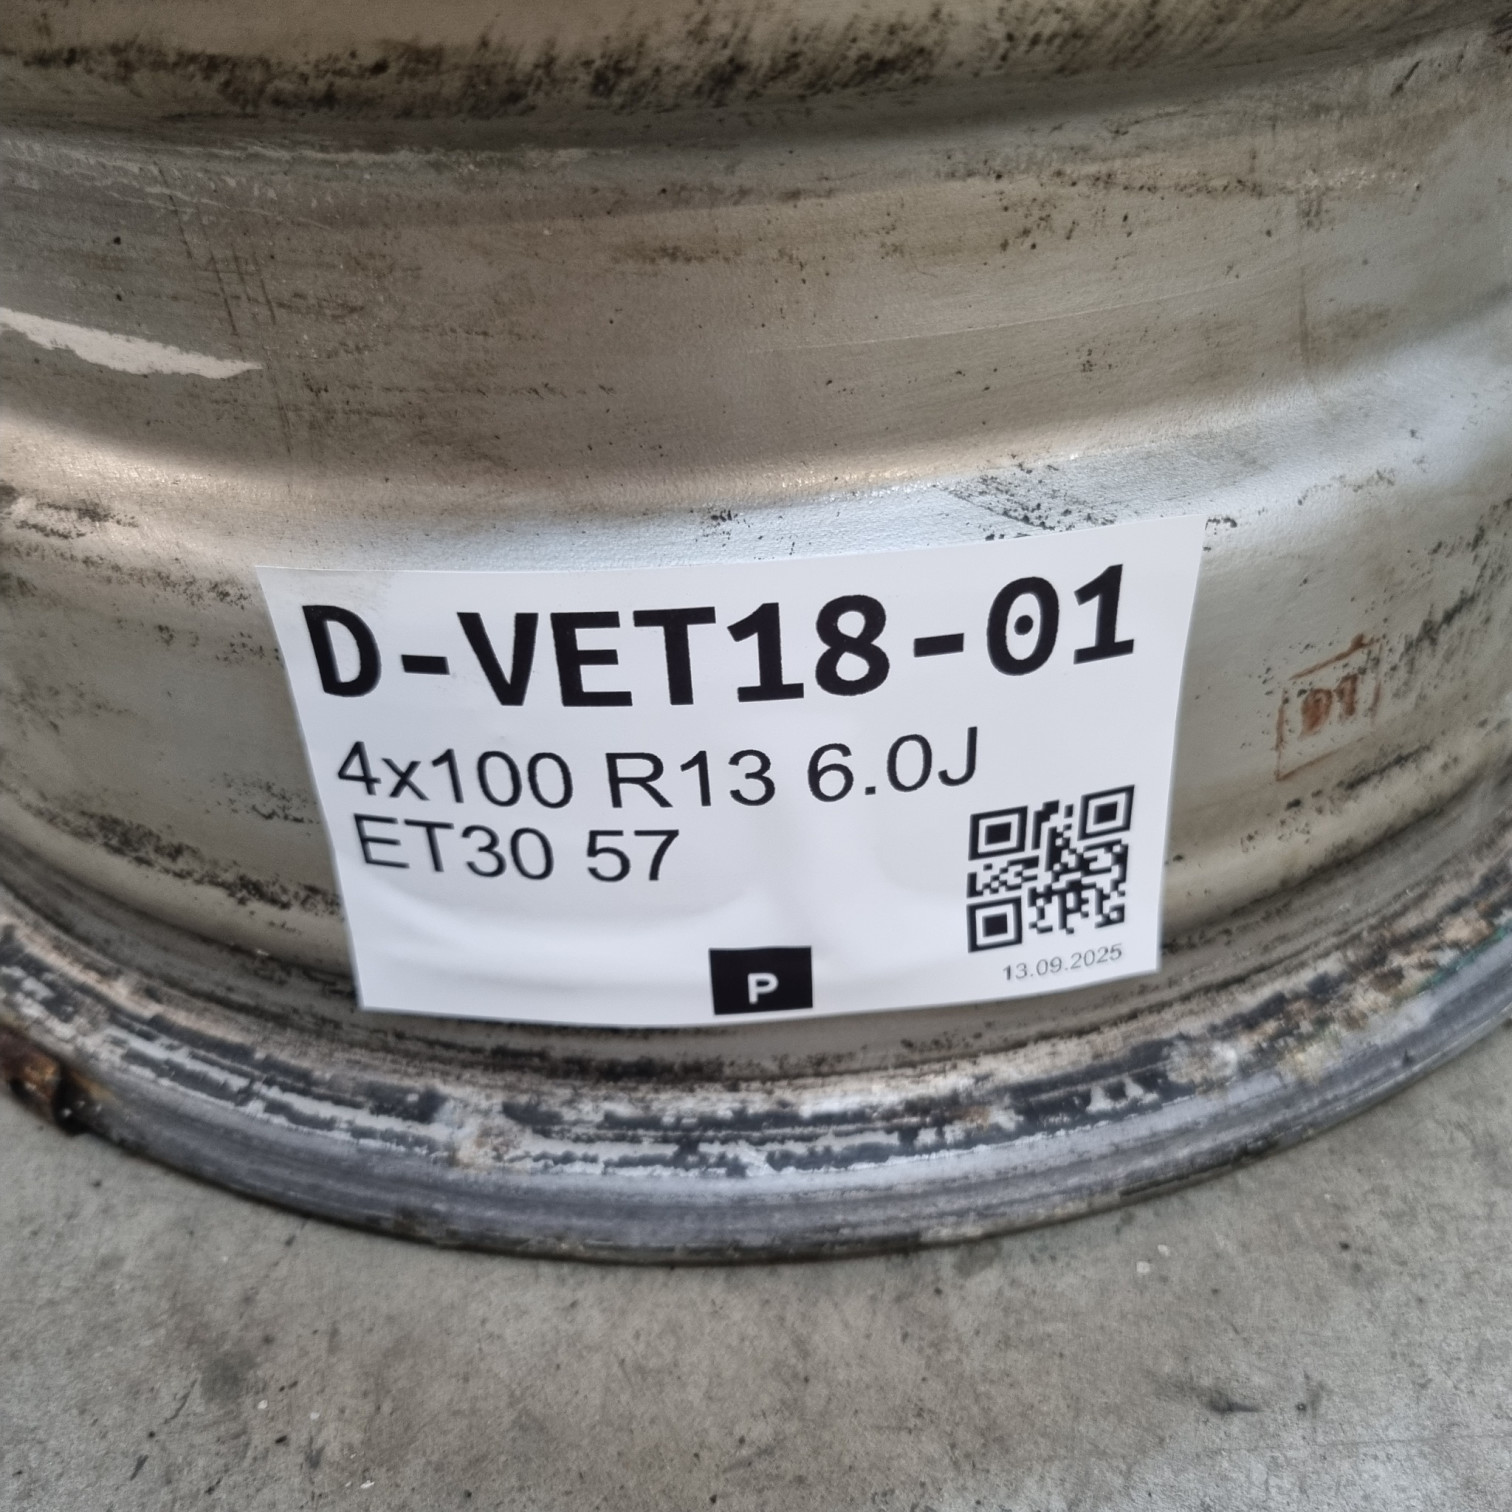 D-VET18-01
4x100 R13 6.0J
ET30 57
P
13.09.2025